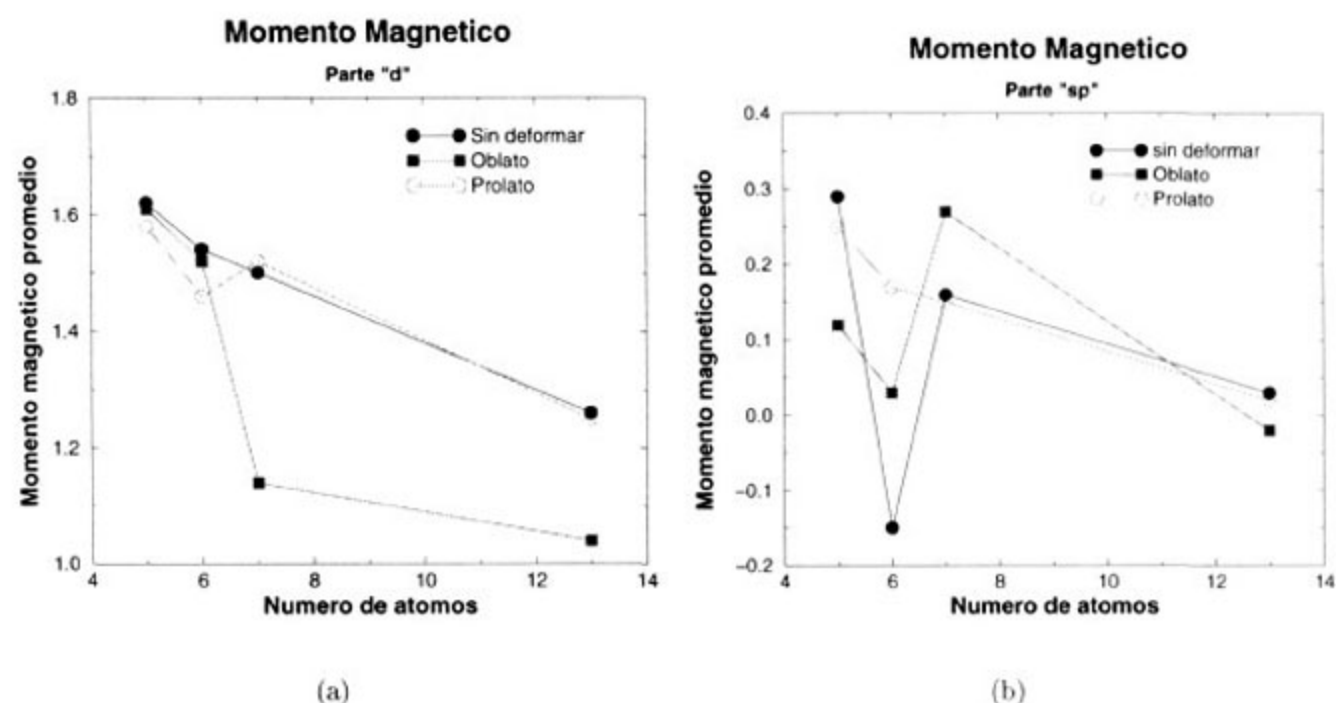 Momento Magnetico
Parte "d"
1.8
1.6
1.4
1.2
1.0
Momento magnetico promedio
Sin deformar
Oblato
Prolato
4
6
8
10
12
14
Numero de atomos
(a)
Momento Magnetico
Parte "sp"
0.4
0.3
0.2
0.1
0.0
−0.1
−0.2
Momento magnetico promedio
sin deformar
Oblato
Prolato
4
6
8
10
12
14
Numero de atomos
(b)